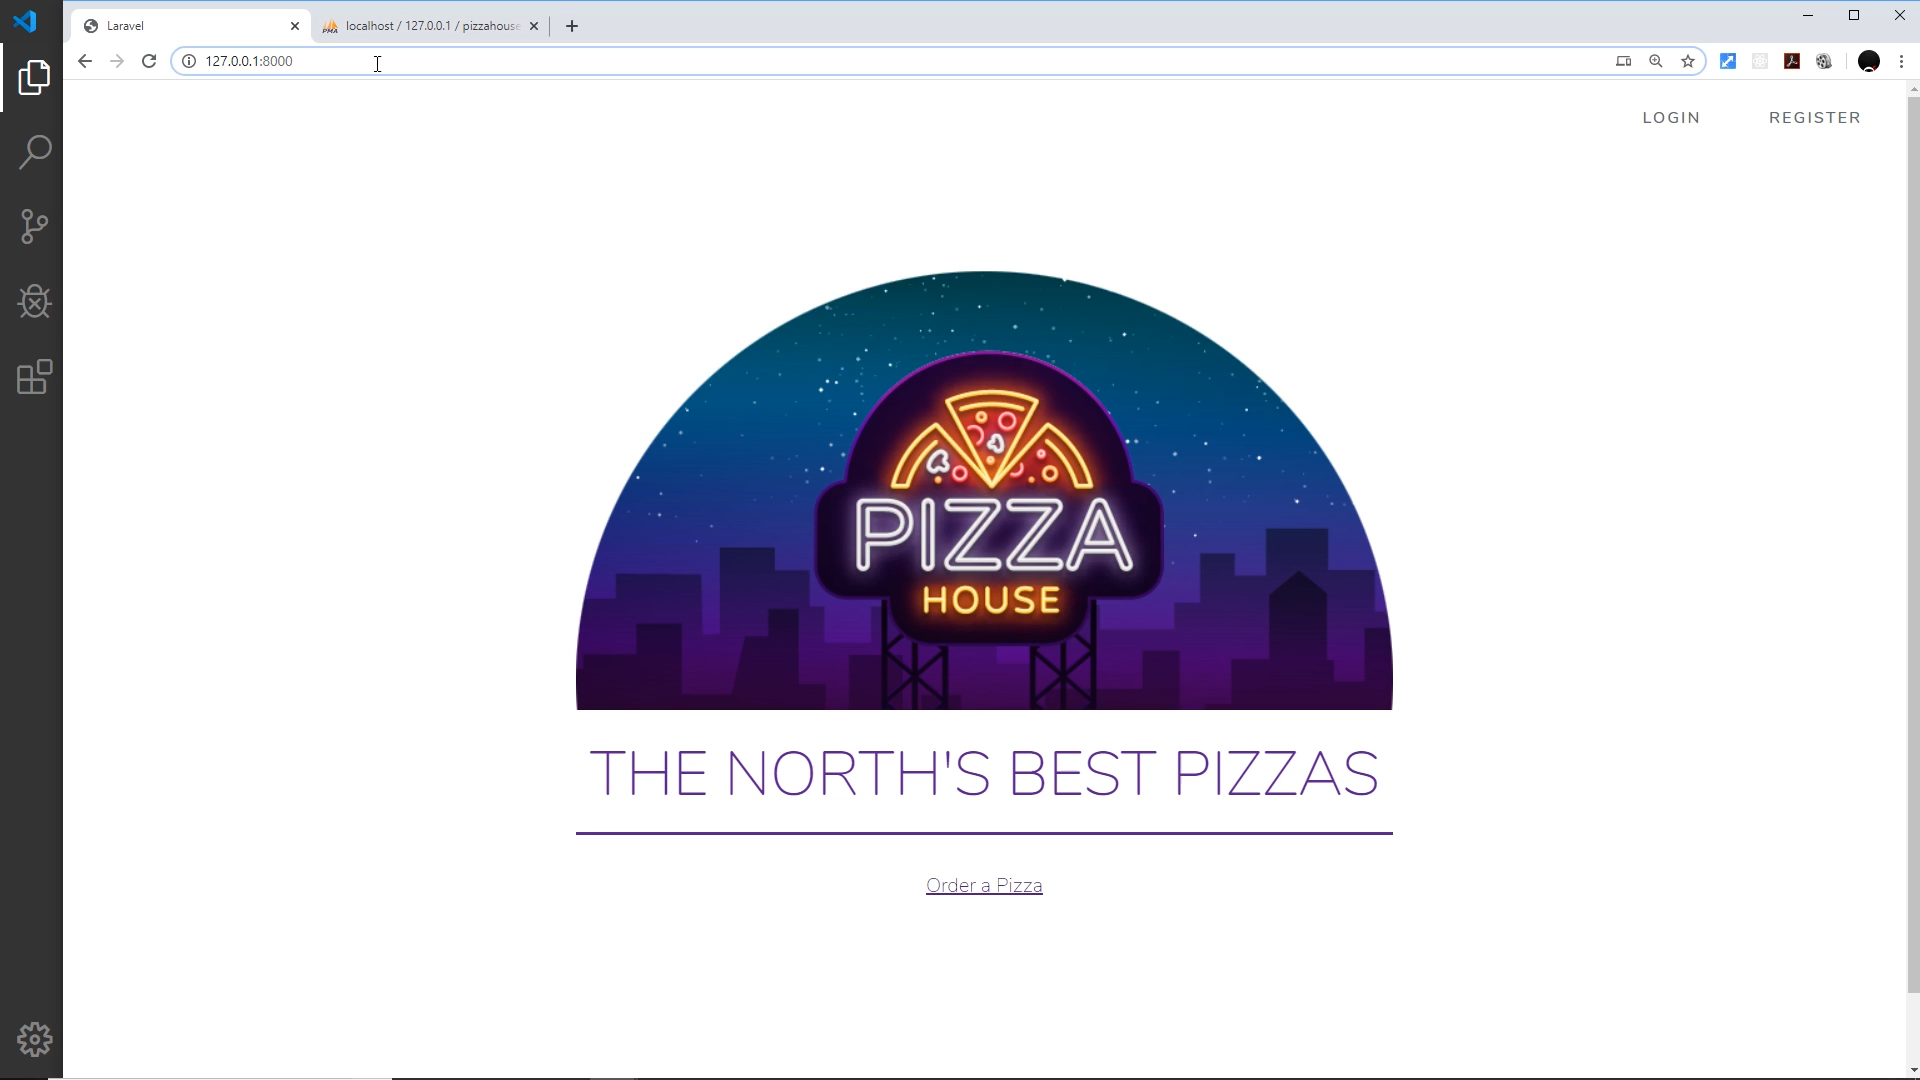 Laravel
localhost / 127.0.0.1 / pizzahouse
127.0.0.1:8000
LOGIN
REGISTER
PIZZA
HOUSE
THE NORTH'S BEST PIZZAS
Order a Pizza